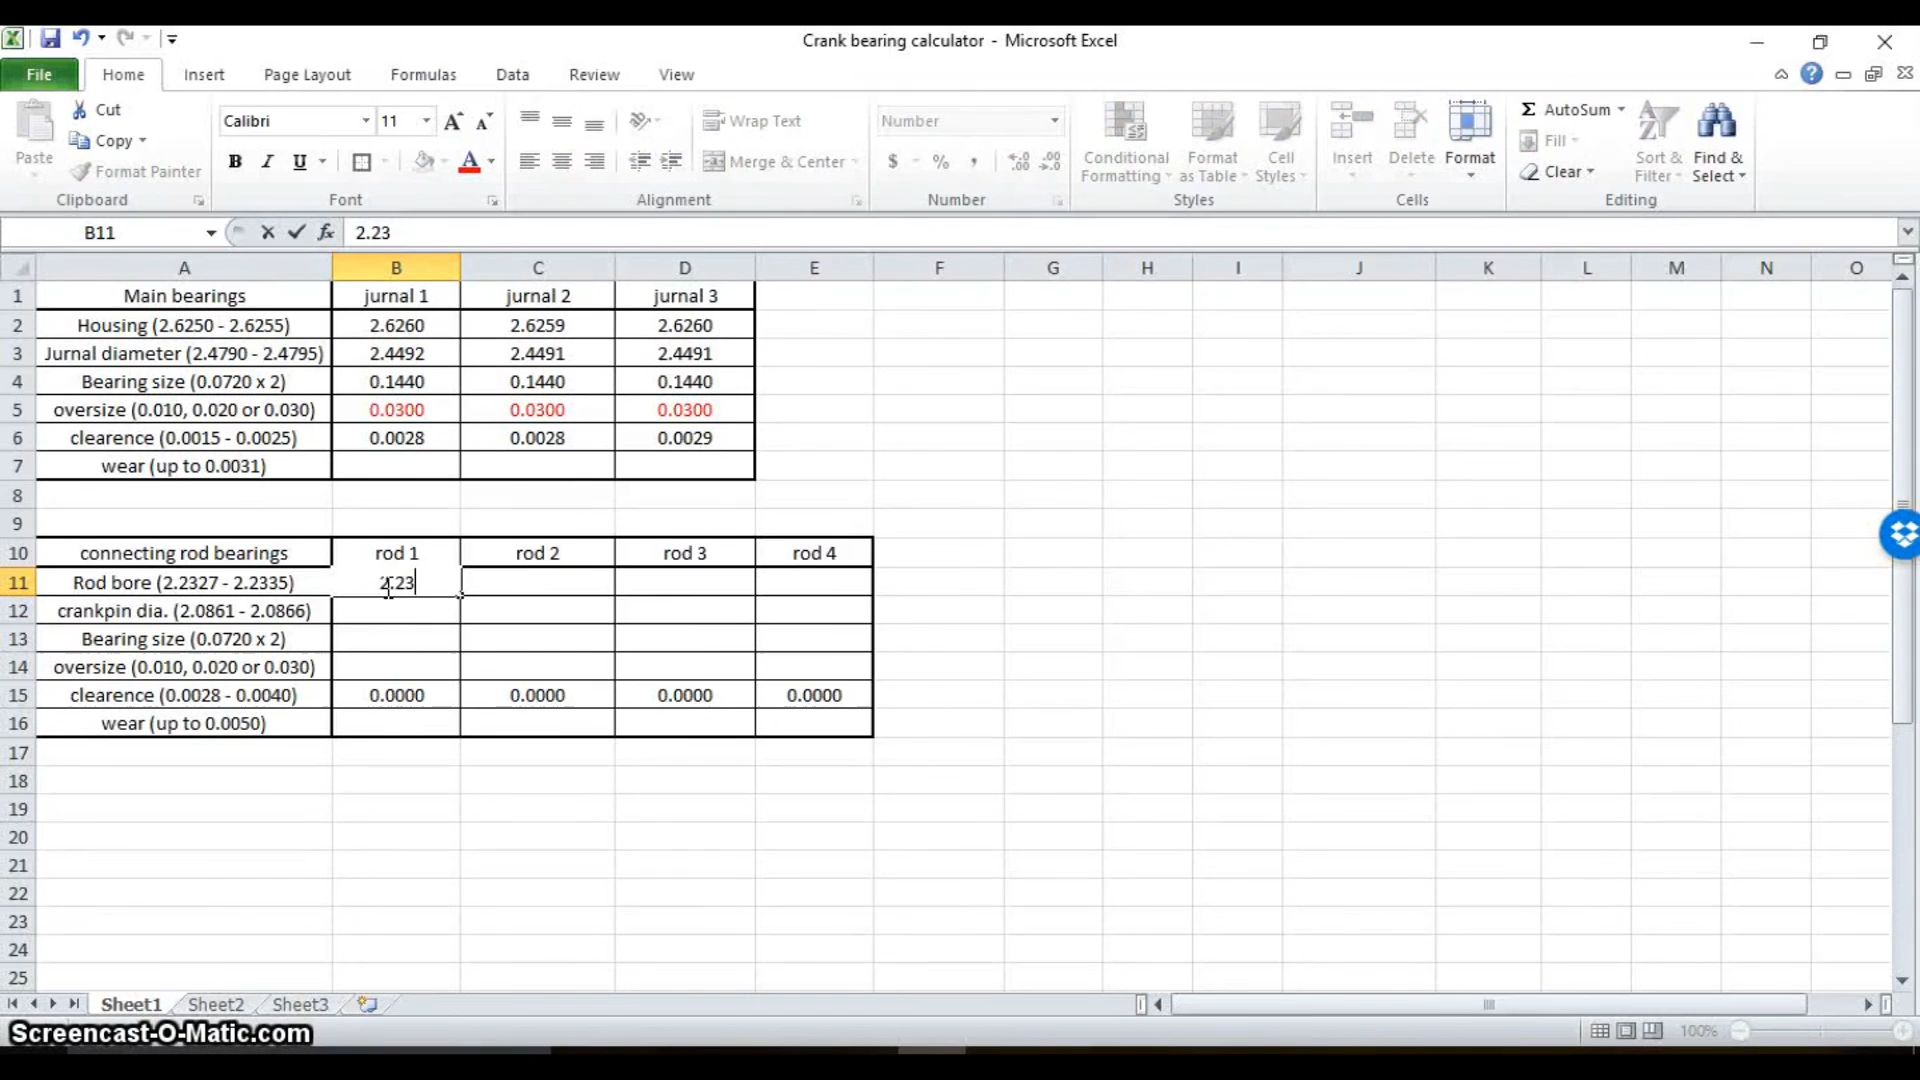 Crank bearing calculator - Microsoft Excel
File Home Insert Page Layout Formulas Data Review View
Paste Cut Copy Format Painter Clipboard
Calibri 11 B I U A Font
Wrap Text Merge & Center Alignment
Number $ % , Number
Conditional Formatting Format as Table Cell Styles Styles
Insert Delete Format Cells
Σ AutoSum Fill Clear Sort & Filter Find & Select Editing
B11 fx 2.23
A B C D E F G H I J K L M N O
1 Main bearings jurnal 1 jurnal 2 jurnal 3
2 Housing (2.6250 - 2.6255) 2.6260 2.6259 2.6260
3 Jurnal diameter (2.4790 - 2.4795) 2.4492 2.4491 2.4491
4 Bearing size (0.0720 x 2) 0.1440 0.1440 0.1440
5 oversize (0.010, 0.020 or 0.030) 0.0300 0.0300 0.0300
6 clearence (0.0015 - 0.0025) 0.0028 0.0028 0.0029
7 wear (up to 0.0031)
8
9
10 connecting rod bearings rod 1 rod 2 rod 3 rod 4
11 Rod bore (2.2327 - 2.2335) 2.23
12 crankpin dia. (2.0861 - 2.0866)
13 Bearing size (0.0720 x 2)
14 oversize (0.010, 0.020 or 0.030)
15 clearence (0.0028 - 0.0040) 0.0000 0.0000 0.0000 0.0000
16 wear (up to 0.0050)
17
18
19
20
21
22
23
24
25
Sheet1 Sheet2 Sheet3
Screencast-O-Matic.com 100%